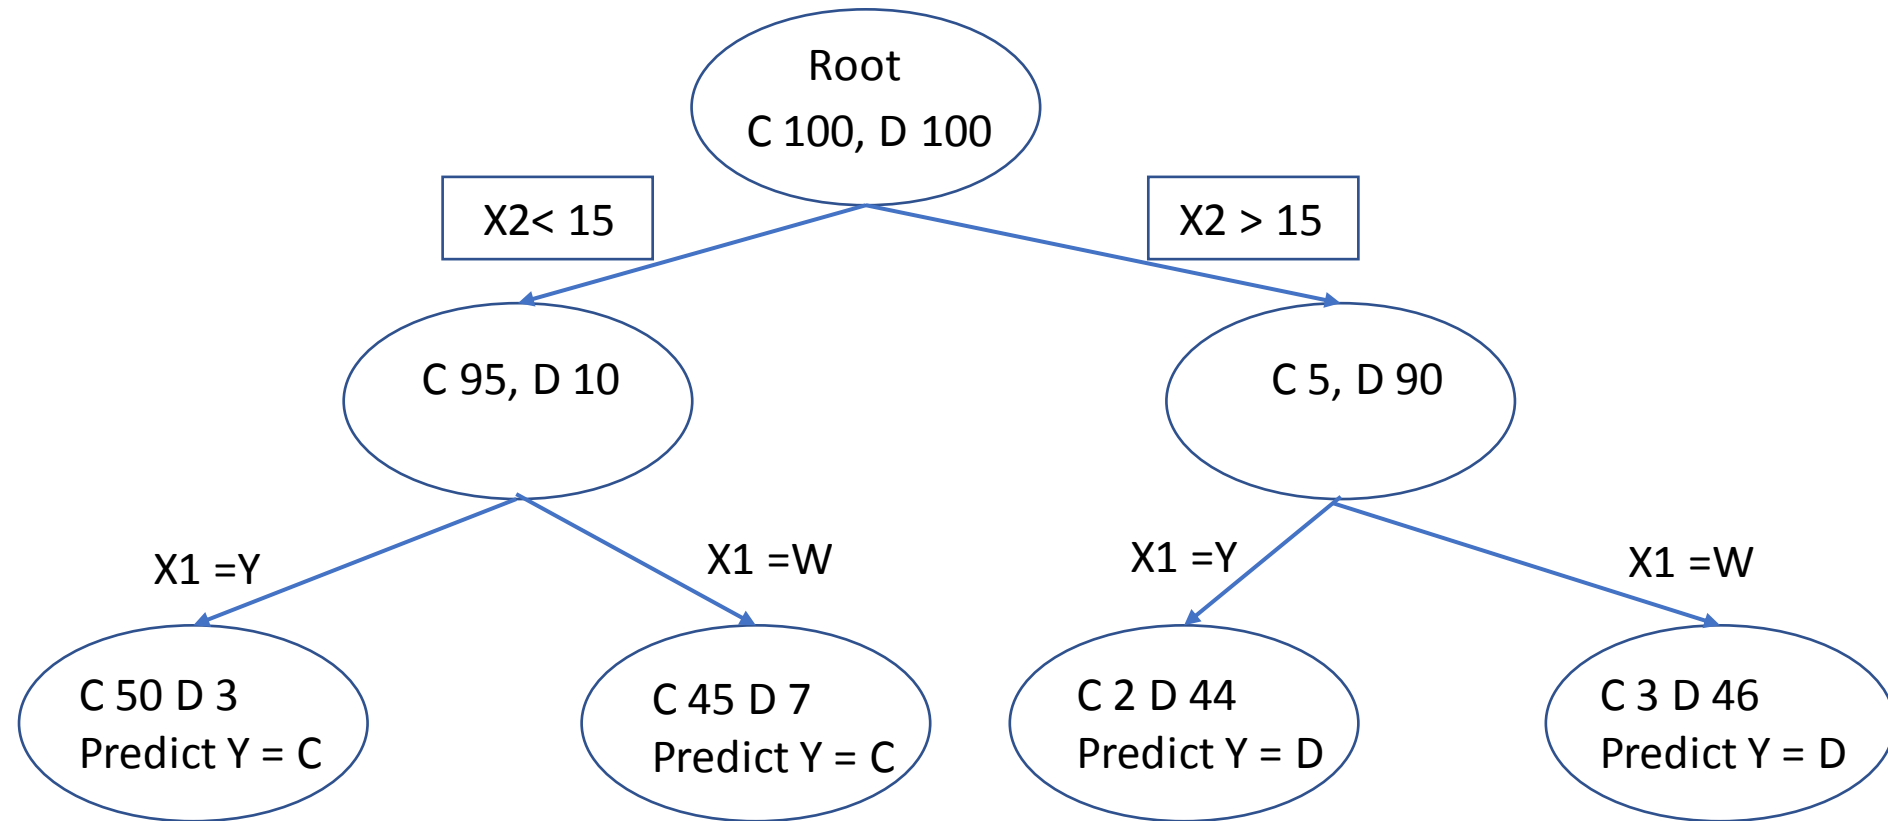 Root
C 100, D 100
X2< 15
X2 > 15
C 95, D 10
C 5, D 90
X1 =Y
X1 =W
X1 =Y
X1 =W
C 50 D 3
Predict Y = C
C 45 D 7
Predict Y = C
C 2 D 44
Predict Y = D
C 3 D 46
Predict Y = D